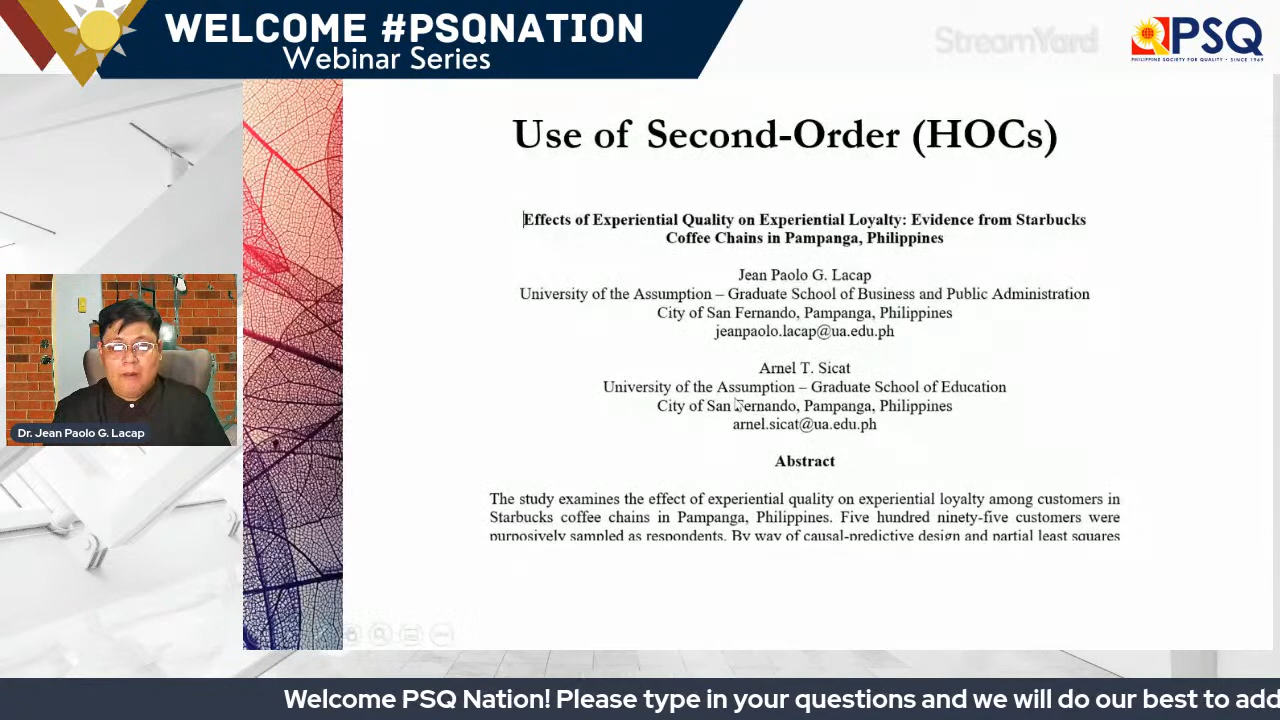 WELCOME #PSQNATION
Webinar Series
StreamYard
PSQ
PHILIPPINE SOCIETY FOR QUALITY · SINCE 1969
Use of Second-Order (HOCs)
Effects of Experiential Quality on Experiential Loyalty: Evidence from Starbucks
Coffee Chains in Pampanga, Philippines
Jean Paolo G. Lacap
University of the Assumption – Graduate School of Business and Public Administration
City of San Fernando, Pampanga, Philippines
jeanpaolo.lacap@ua.edu.ph
Arnel T. Sicat
University of the Assumption – Graduate School of Education
City of San Fernando, Pampanga, Philippines
arnel.sicat@ua.edu.ph
Abstract
The study examines the effect of experiential quality on experiential loyalty among customers in
Starbucks coffee chains in Pampanga, Philippines. Five hundred ninety-five customers were
purposively sampled as respondents. By way of causal-predictive design and partial least squares
Dr. Jean Paolo G. Lacap
Welcome PSQ Nation! Please type in your questions and we will do our best to add